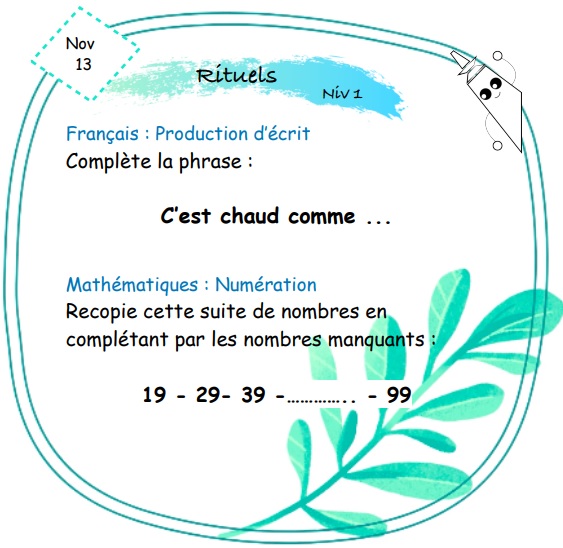 Nov
13
Rituels
Niv 1
Français : Production d'écrit
Complète la phrase :
C'est chaud comme ...
Mathématiques : Numération
Recopie cette suite de nombres en
complétant par les nombres manquants :
19 - 29- 39 -………….. - 99